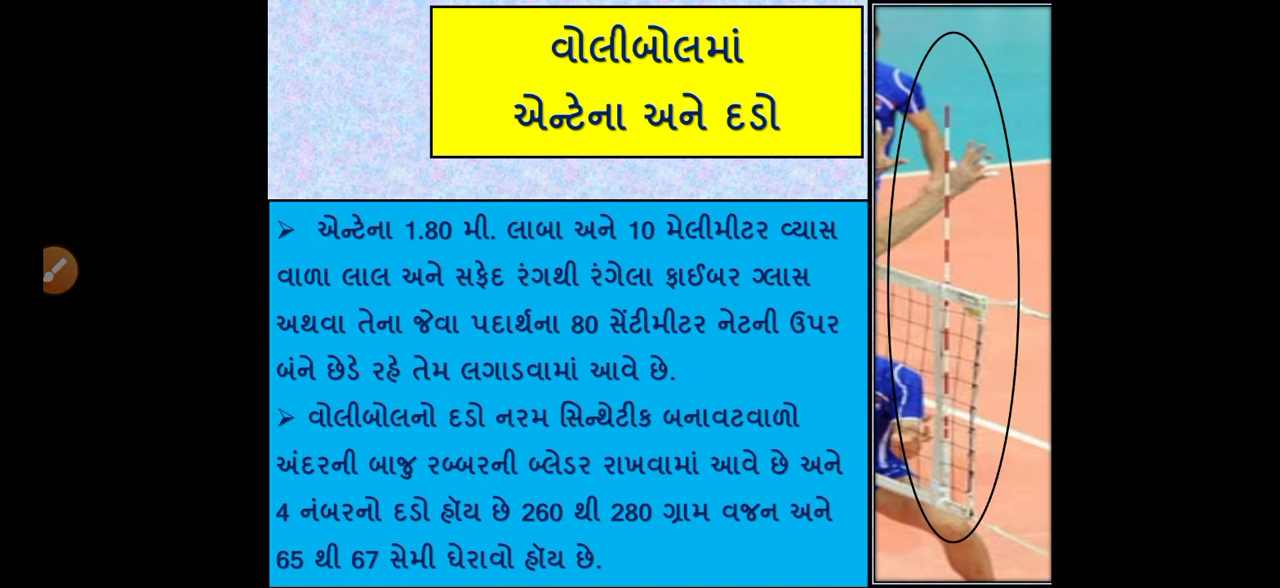 વોલીબોલમાં
એન્ટેના અને દડો
➢ એન્ટેના 1.80 મી. લાબા અને 10 મેલીમીટર વ્યાસ
વાળા લાલ અને સફેદ રંગથી રંગેલા ફાઈબર ગ્લાસ
અથવા તેના જેવા પદાર્થના 80 સેંટીમીટર નેટની ઉપર
બંને છેડે રહે તેમ લગાડવામાં આવે છે.
➢ વોલીબોલનો દડો નરમ સિન્થેટીક બનાવટવાળો
અંદરની બાજુ રબ્બરની બ્લેડર રાખવામાં આવે છે અને
4 નંબરનો દડો હૉય છે 260 થી 280 ગ્રામ વજન અને
65 થી 67 સેમી ઘેરાવો હૉય છે.